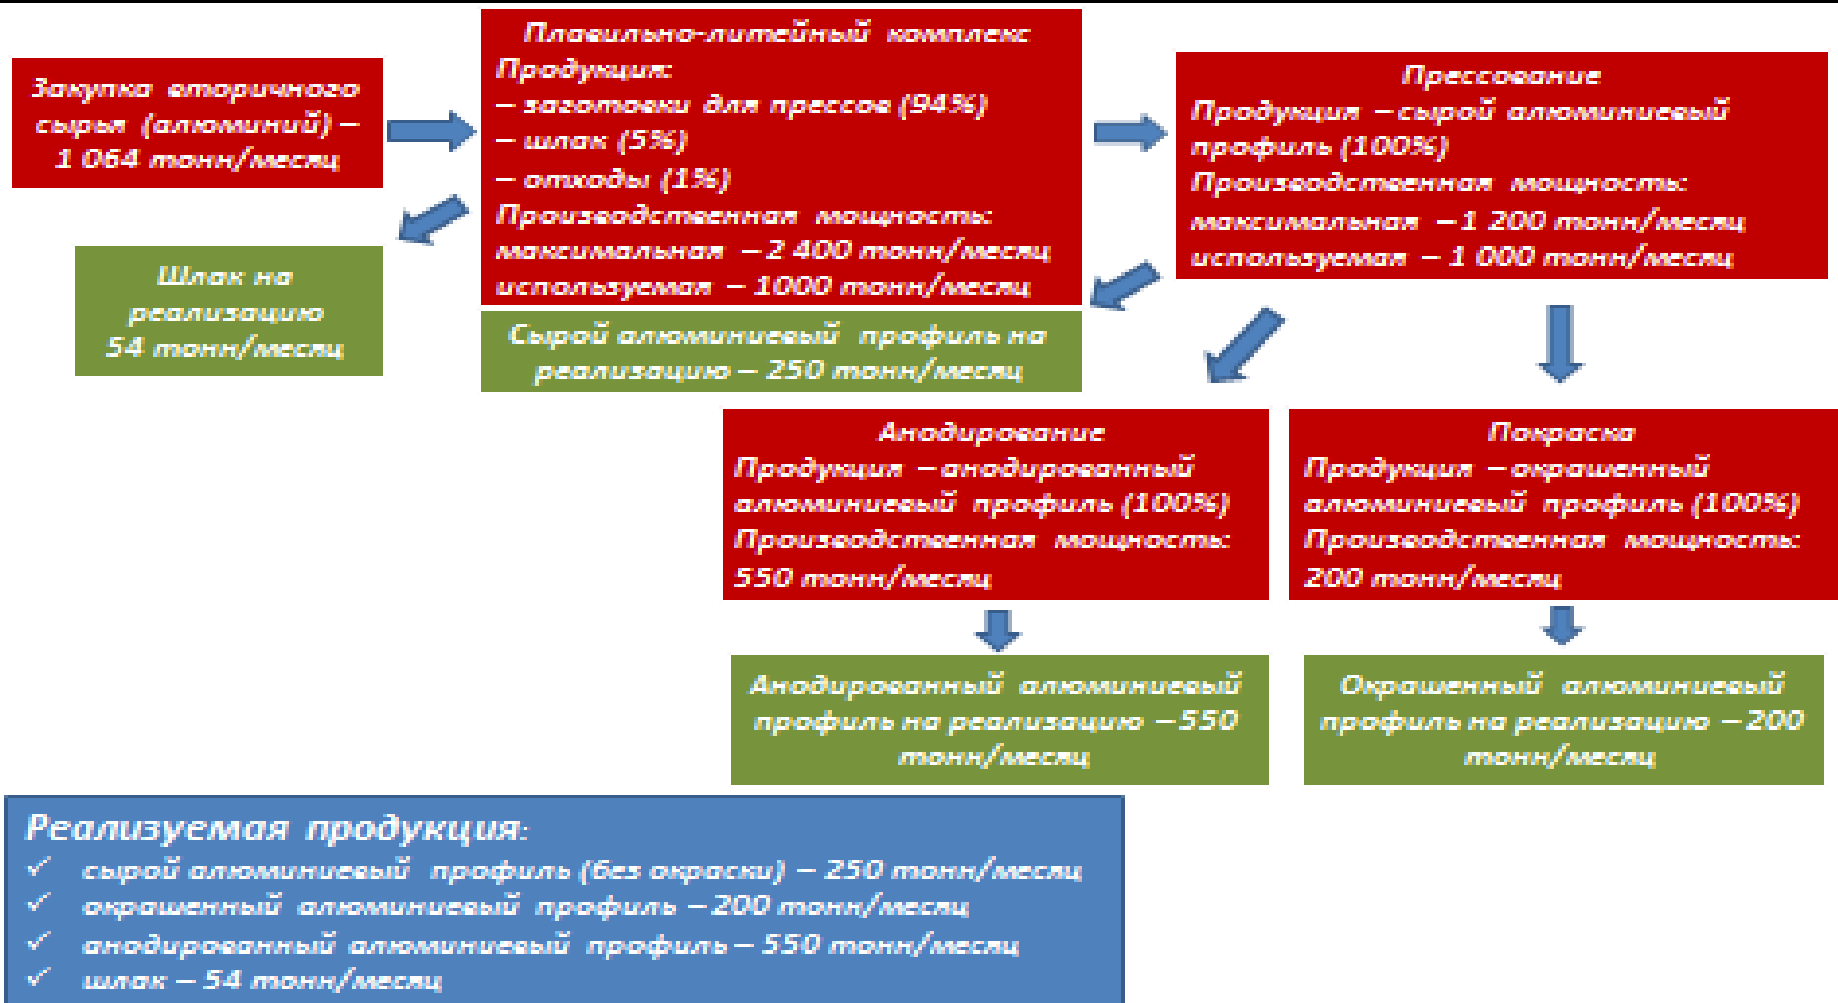 Закупка вторичного
сырья (алюминий) –
1 064 тонн/месяц
Плавильно-литейный комплекс
Продукция:
– заготовки для прессов (94%)
– шлак (5%)
– отходы (1%)
Производственная мощность:
максимальная – 2 400 тонн/месяц
используемая – 1000 тонн/месяц
Прессование
Продукция – сырой алюминиевый
профиль (100%)
Производственная мощность:
максимальная – 1 200 тонн/месяц
используемая – 1 000 тонн/месяц
Шлак на
реализацию
54 тонн/месяц
Сырой алюминиевый профиль на
реализацию – 250 тонн/месяц
Анодирование
Продукция – анодированный
алюминиевый профиль (100%)
Производственная мощность:
550 тонн/месяц
Покраска
Продукция – окрашенный
алюминиевый профиль (100%)
Производственная мощность:
200 тонн/месяц
Анодированный алюминиевый
профиль на реализацию – 550
тонн/месяц
Окрашенный алюминиевый
профиль на реализацию – 200
тонн/месяц
Реализуемая продукция:
✓ сырой алюминиевый профиль (без окраски) – 250 тонн/месяц
✓ окрашенный алюминиевый профиль – 200 тонн/месяц
✓ анодированный алюминиевый профиль – 550 тонн/месяц
✓ шлак – 54 тонн/месяц